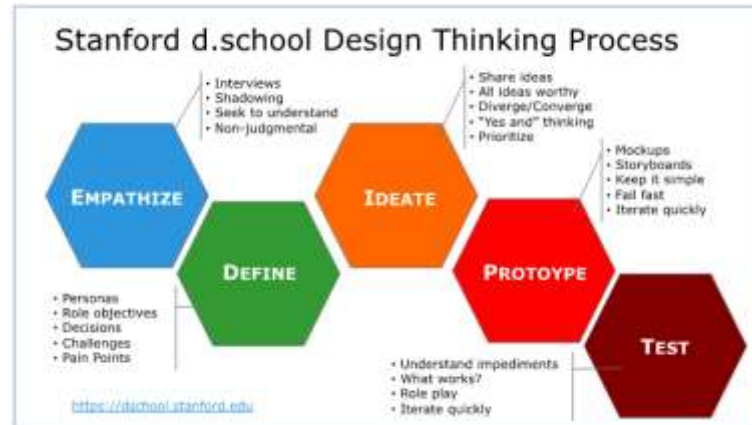 Stanford d.school Design Thinking Process
• Interviews
• Shadowing
• Seek to understand
• Non-judgmental
EMPATHIZE
• Personas
• Role objectives
• Decisions
• Challenges
• Pain Points
DEFINE
• Share ideas
• All ideas worthy
• Diverge/Converge
• "Yes and" thinking
• Prioritize
IDEATE
• Mockups
• Storyboards
• Keep it simple
• Fail fast
• Iterate quickly
PROTOYPE
• Understand impediments
• What works?
• Role play
• Iterate quickly
TEST
https://dschool.stanford.edu